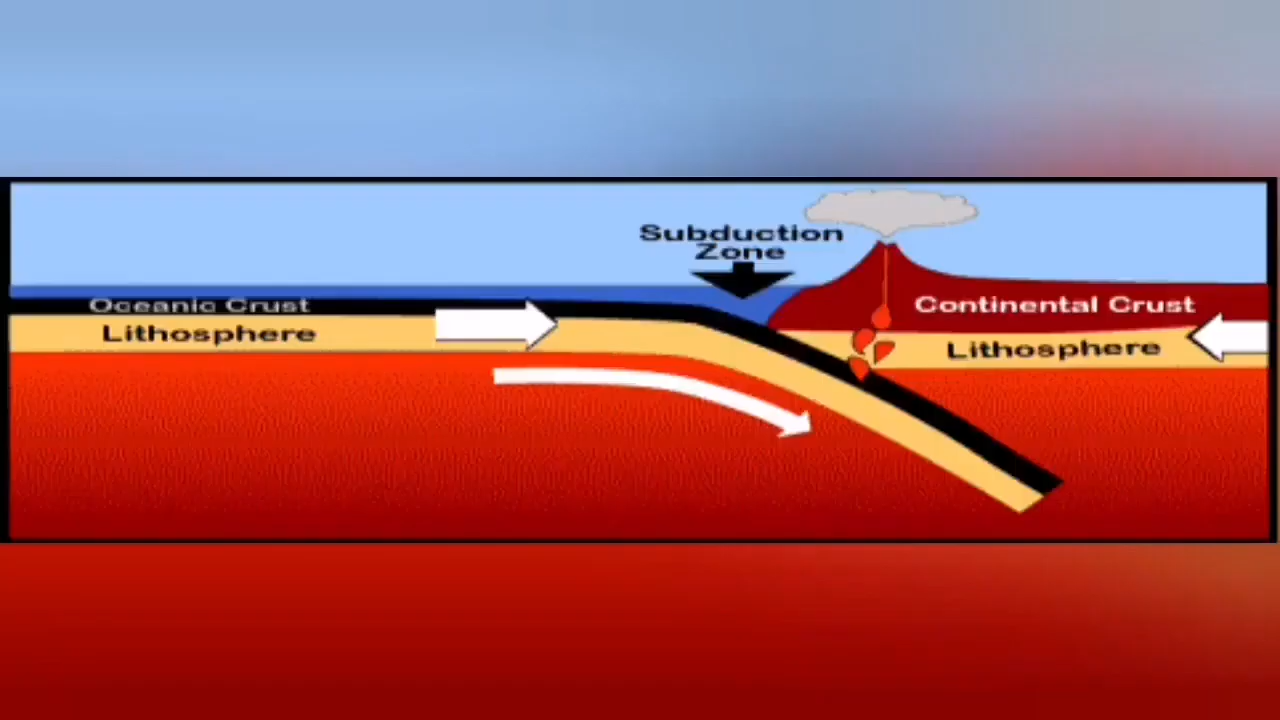 Subduction
Zone
Oceanic Crust
Continental Crust
Lithosphere
Lithosphere